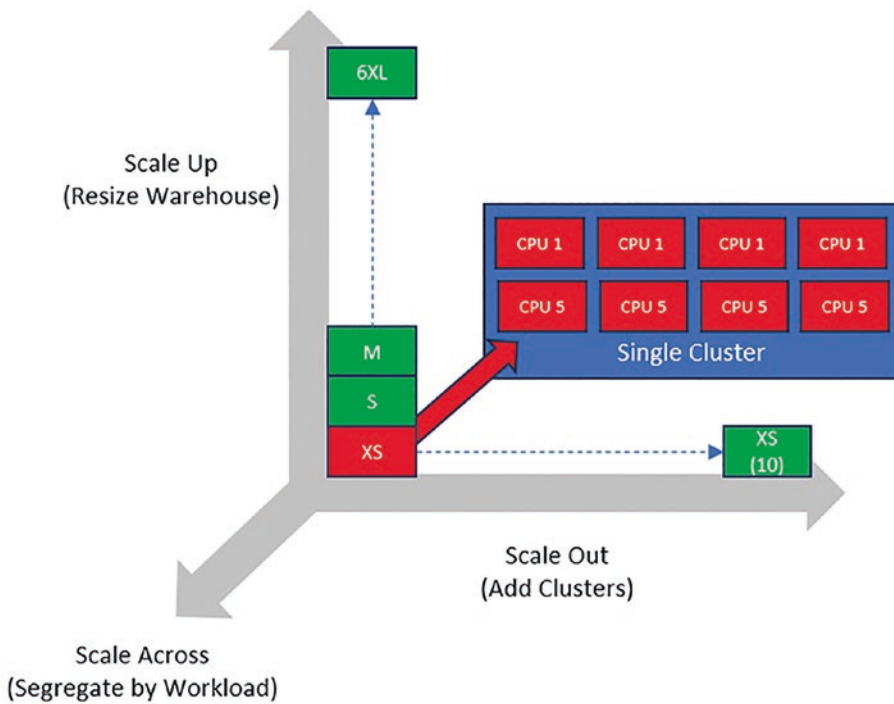 6XL
Scale Up
(Resize Warehouse)
CPU 1 CPU 1 CPU 1 CPU 1
CPU 5 CPU 5 CPU 5 CPU 5
Single Cluster
M
S
XS
XS
(10)
Scale Out
(Add Clusters)
Scale Across
(Segregate by Workload)